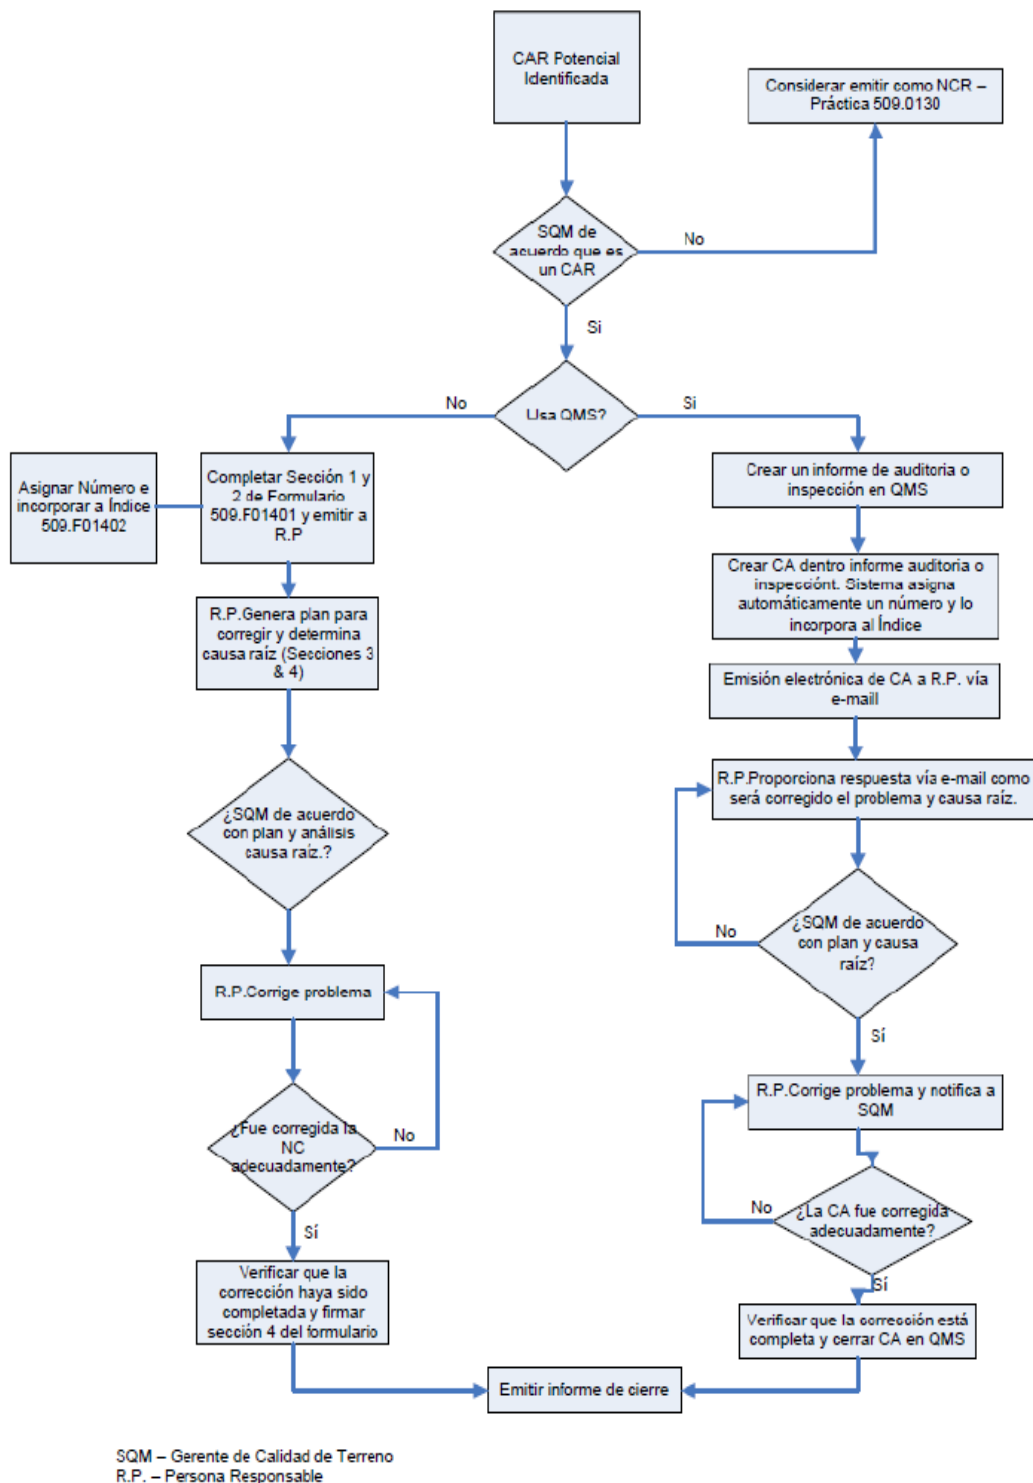 CAR Potencial
Identificada
Considerar emitir como NCR –
Práctica 509.0130
SQM de
acuerdo que es
un CAR
No
Si
Usa QMS?
No
Si
Asignar Número e
incorporar a Índice
509.F01402
Completar Sección 1 y
2 de Formulario
509.F01401 y emitir a
R.P
Crear un informe de auditoria o
inspección en QMS
R.P.Genera plan para
corregir y determina
causa raíz (Secciones 3
& 4)
Crear CA dentro informe auditoria o
inspecciónt. Sistema asigna
automáticamente un número y lo
incorpora al Índice
Emisión electrónica de CA a R.P. vía
e-maill
R.P.Proporciona respuesta vía e-mail como
será corregido el problema y causa raíz.
¿SQM de acuerdo
con plan y análisis
causa raíz.?
¿SQM de acuerdo
con plan y causa
raíz?
No
Sí
R.P.Corrige problema
R.P.Corrige problema y notifica a
SQM
¿Fue corregida la
NC
adecuadamente?
No
Sí
¿La CA fue corregida
adecuadamente?
No
Sí
Verificar que la
corrección haya sido
completada y firmar
sección 4 del formulario
Verificar que la corrección está
completa y cerrar CA en QMS
Emitir informe de cierre
SQM – Gerente de Calidad de Terreno
R.P. – Persona Responsable